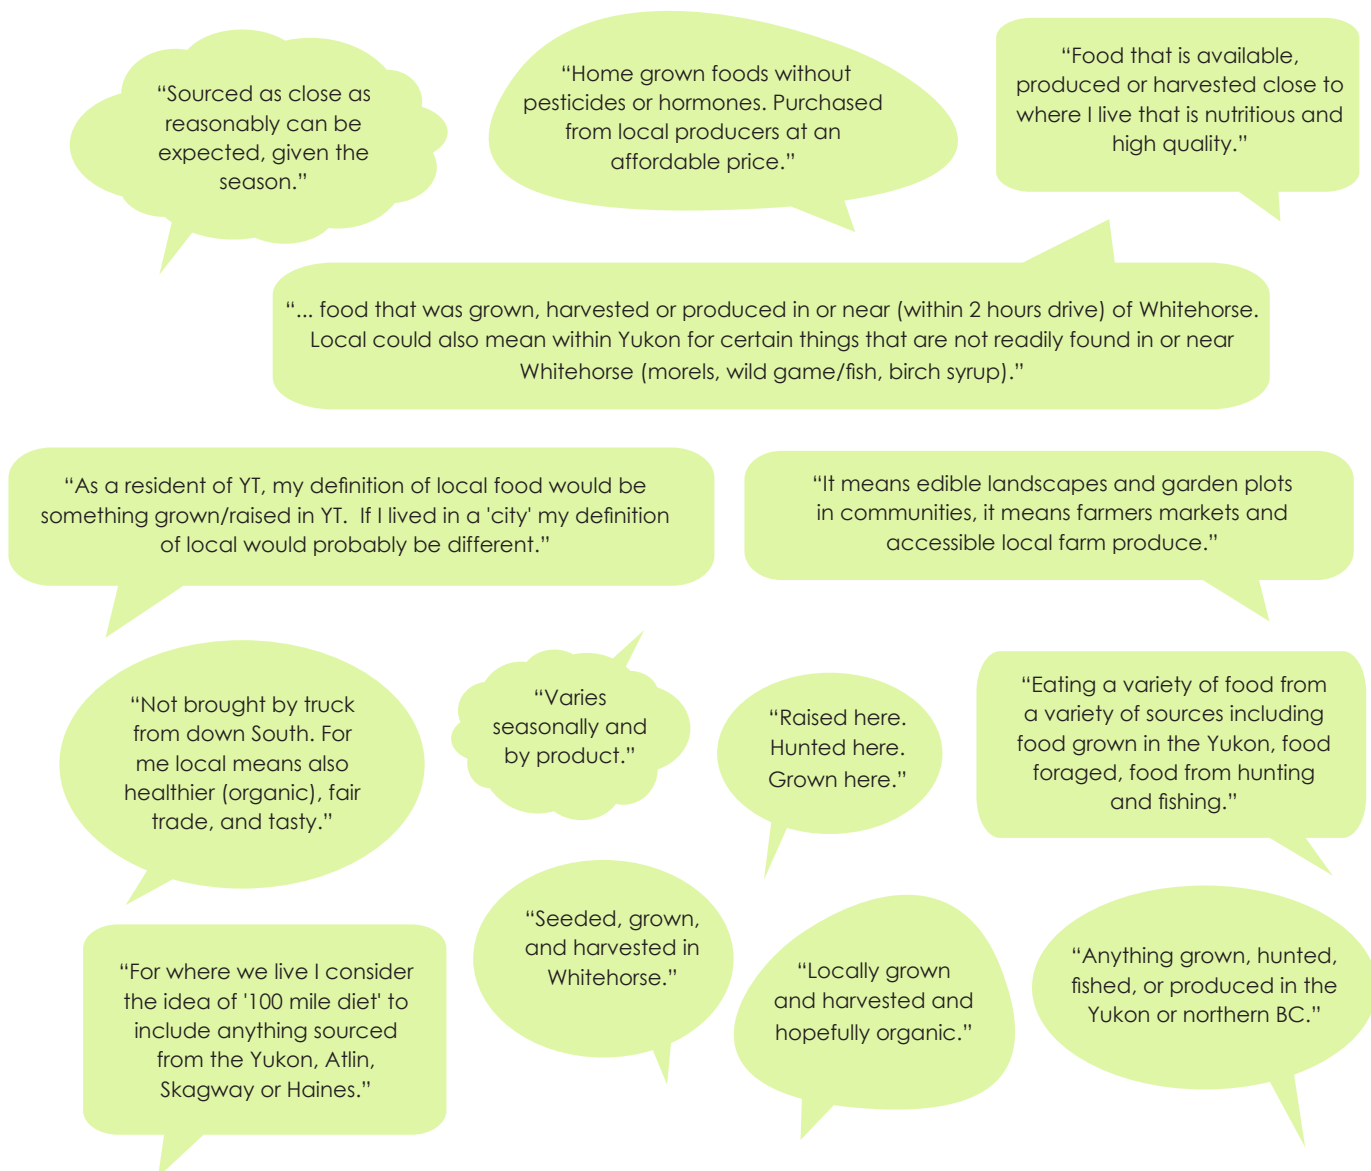 “Sourced as close as
reasonably can be
expected, given the
season.”
“Home grown foods without
pesticides or hormones. Purchased
from local producers at an
affordable price.”
“Food that is available,
produced or harvested close to
where I live that is nutritious and
high quality.”
“... food that was grown, harvested or produced in or near (within 2 hours drive) of Whitehorse.
Local could also mean within Yukon for certain things that are not readily found in or near
Whitehorse (morels, wild game/fish, birch syrup).”
“As a resident of YT, my definition of local food would be
something grown/raised in YT.  If I lived in a 'city' my definition
of local would probably be different.”
“It means edible landscapes and garden plots
in communities, it means farmers markets and
accessible local farm produce.”
“Not brought by truck
from down South. For
me local means also
healthier (organic), fair
trade, and tasty.”
“Varies
seasonally and
by product.”
“Raised here.
Hunted here.
Grown here.”
“Eating a variety of food from
a variety of sources including
food grown in the Yukon, food
foraged, food from hunting
and fishing.”
“For where we live I consider
the idea of '100 mile diet' to
include anything sourced
from the Yukon, Atlin,
Skagway or Haines.”
“Seeded, grown,
and harvested in
Whitehorse.”
“Locally grown
and harvested and
hopefully organic.”
“Anything grown, hunted,
fished, or produced in the
Yukon or northern BC.”